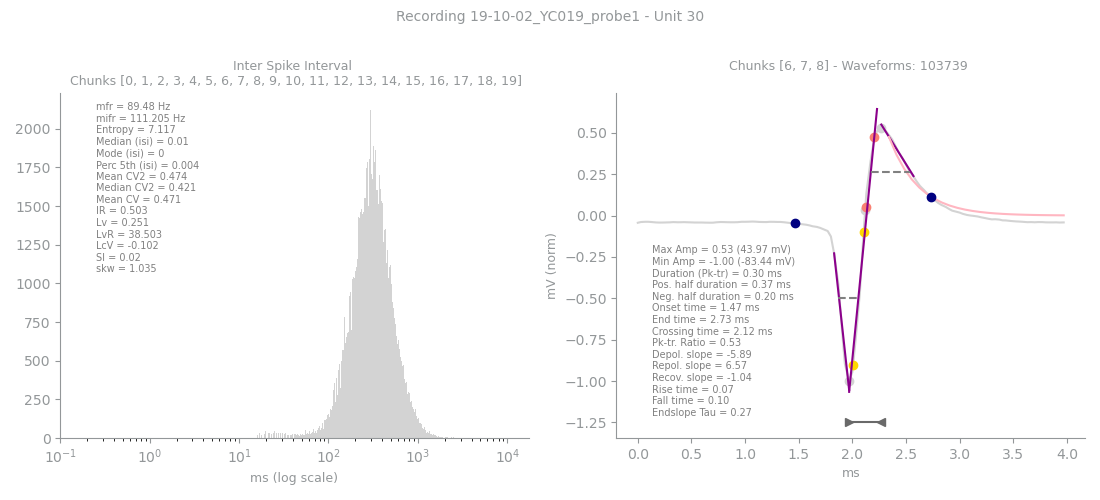 Recording 19-10-02_YC019_probe1 - Unit 30
Inter Spike Interval
Chunks [0, 1, 2, 3, 4, 5, 6, 7, 8, 9, 10, 11, 12, 13, 14, 15, 16, 17, 18, 19]
mfr = 89.48 Hz
mifr = 111.205 Hz
Entropy = 7.117
Median (isi) = 0.01
Mode (isi) = 0
Perc 5th (isi) = 0.004
Mean CV2 = 0.474
Median CV2 = 0.421
Mean CV = 0.471
IR = 0.503
Lv = 0.251
LvR = 38.503
LcV = -0.102
SI = 0.02
skw = 1.035
2000
1750
1500
1250
1000
750
500
250
0
10⁻¹ 10⁰ 10¹ 10² 10³ 10⁴
ms (log scale)
Chunks [6, 7, 8] - Waveforms: 103739
mV (norm)
0.50
0.25
0.00
−0.25
−0.50
−0.75
−1.00
−1.25
Max Amp = 0.53 (43.97 mV)
Min Amp = -1.00 (-83.44 mV)
Duration (Pk-tr) = 0.30 ms
Pos. half duration = 0.37 ms
Neg. half duration = 0.20 ms
Onset time = 1.47 ms
End time = 2.73 ms
Crossing time = 2.12 ms
Pk-tr. Ratio = 0.53
Depol. slope = -5.89
Repol. slope = 6.57
Recov. slope = -1.04
Rise time = 0.07
Fall time = 0.10
Endslope Tau = 0.27
0.0 0.5 1.0 1.5 2.0 2.5 3.0 3.5 4.0
ms